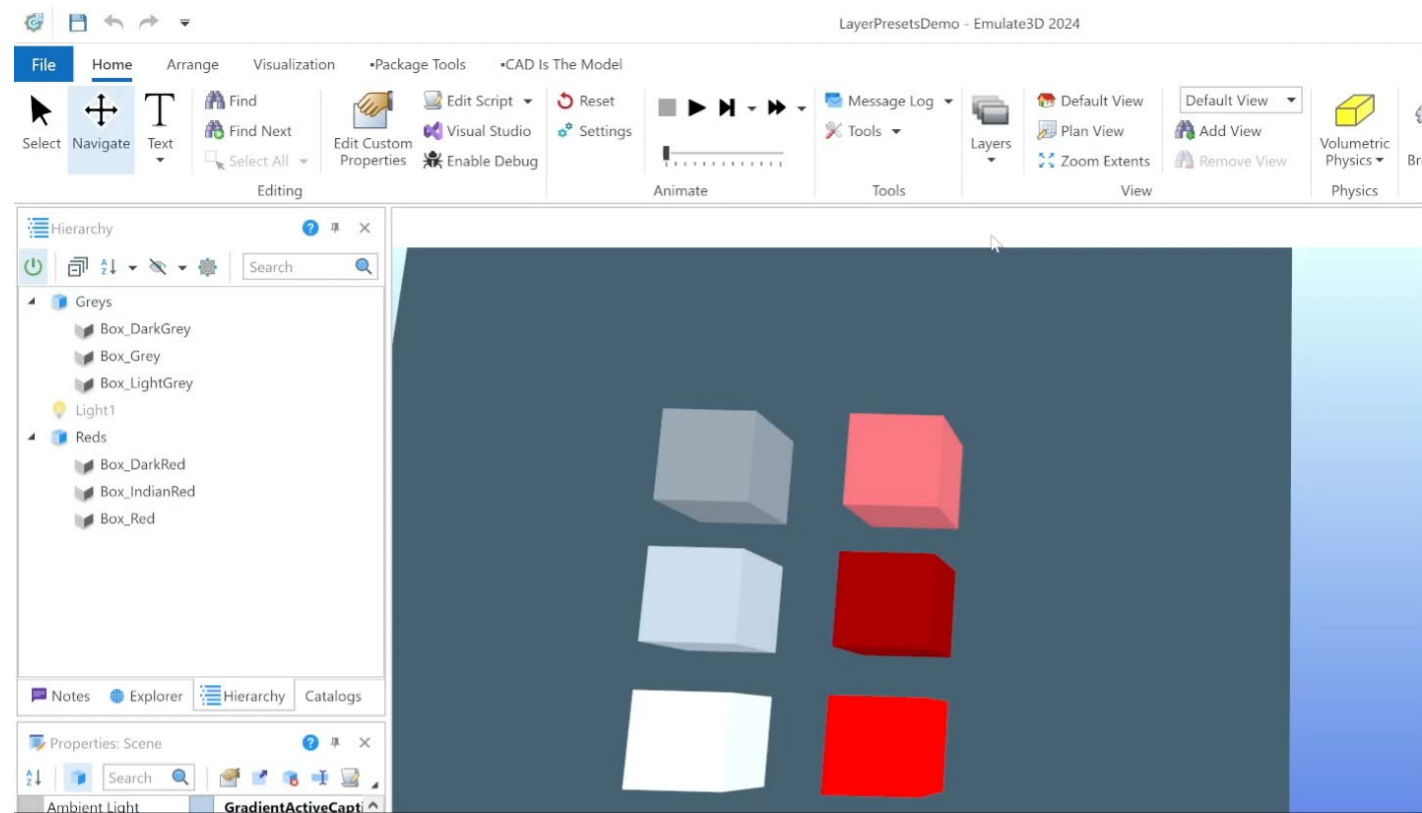 LayerPresetsDemo - Emulate3D 2024
File Home Arrange Visualization •Package Tools •CAD Is The Model
Select
Navigate
Text
Find
Find Next
Select All
Edit Custom
Properties
Edit Script
Visual Studio
Enable Debug
Editing
Reset
Settings
Animate
Message Log
Tools
Tools
Layers
Default View
Plan View
Zoom Extents
Default View
Add View
Remove View
View
Volumetric
Physics
Physics
Br
Hierarchy
Search
Greys
Box_DarkGrey
Box_Grey
Box_LightGrey
Light1
Reds
Box_DarkRed
Box_IndianRed
Box_Red
Notes Explorer Hierarchy Catalogs
Properties: Scene
Search
Ambient Light GradientActiveCapti